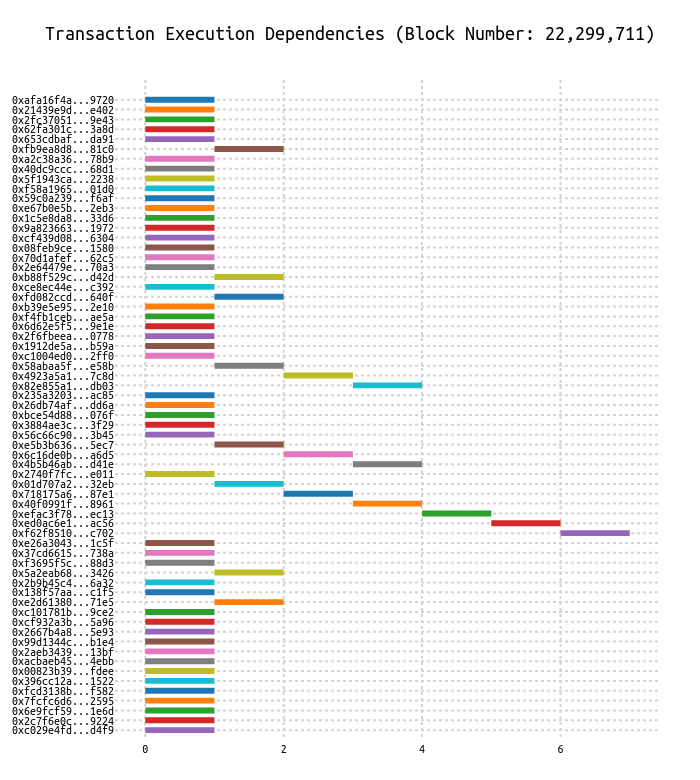 Transaction Execution Dependencies (Block Number: 22,299,711)
0xafa16f4a...9720
0x21439e9d...e402
0x2fc37051...9e43
0x62fa301c...3a8d
0x653cdbaf...da91
0xfb9ea8d8...81c0
0xa2c38a36...78b9
0x40dc9ccc...68d1
0x5f1943ca...2238
0xf58a1965...01d0
0x59c0a239...f6af
0xe67b0e5b...2eb3
0x1c5e8da8...33d6
0x9a823663...1972
0xcf439d08...6304
0x08feb9ce...1580
0x70d1afef...62c5
0x2e64479e...70a3
0xb88f529c...d42d
0xce8ec44e...c392
0xfd082ccd...640f
0xb39e5e95...2e10
0xf4fb1ceb...ae5a
0x6d62e5f5...9e1e
0x2f6fbeea...0778
0x1912de5a...b59a
0xc1004ed0...2ff0
0x58abaa5f...e58b
0x4923a5a1...7c8d
0x82e855a1...db03
0x235a3203...ac85
0x26db74af...dd6a
0xbce54d88...076f
0x3884ae3c...3f29
0x56c66c90...3b45
0xe5b3b636...5ec7
0x6c16de0b...a6d5
0x4b5b46ab...d41e
0x2740f7fc...e011
0x01d707a2...32eb
0x718175a6...87e1
0x40f0991f...8961
0xefac3f78...ec13
0xed0ac6e1...ac56
0xf62f8510...c702
0xe26a3043...1c5f
0x37cd6615...738a
0xf3695f5c...88d3
0x5a2eab68...3426
0x2b9b45c4...6a32
0x138f57aa...c1f5
0xe2d61380...71e5
0xc101781b...9ce2
0xcf932a3b...5a96
0x2667b4a8...5e93
0x99d1344c...b1e4
0x2aeb3439...13bf
0xacbaeb45...4ebb
0x00823b39...fdee
0x396cc12a...1522
0xfcd3138b...f582
0x7fcfc6d6...2595
0x6e9fcf59...1e6d
0x2c7f6e0c...9224
0xc029e4fd...d4f9
0 2 4 6